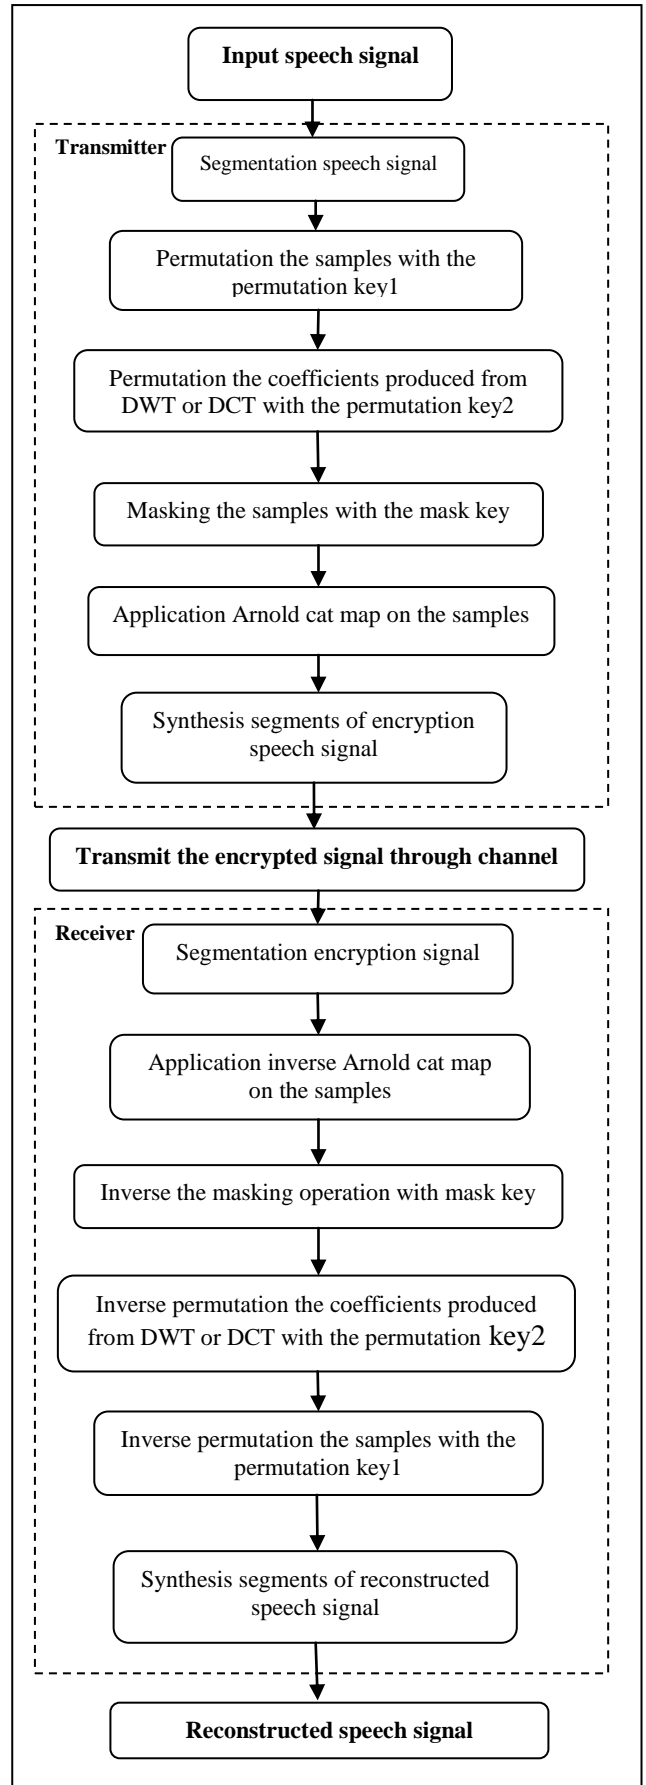 Input speech signal
Transmitter
Segmentation speech signal
Permutation the samples with the
permutation key1
Permutation the coefficients produced from
DWT or DCT with the permutation key2
Masking the samples with the mask key
Application Arnold cat map on the samples
Synthesis segments of encryption
speech signal
Transmit the encrypted signal through channel
Receiver
Segmentation encryption signal
Application inverse Arnold cat map
on the samples
Inverse the masking operation with mask key
Inverse permutation the coefficients produced
from DWT or DCT with the permutation key2
Inverse permutation the samples with the
permutation key1
Synthesis segments of reconstructed
speech signal
Reconstructed speech signal